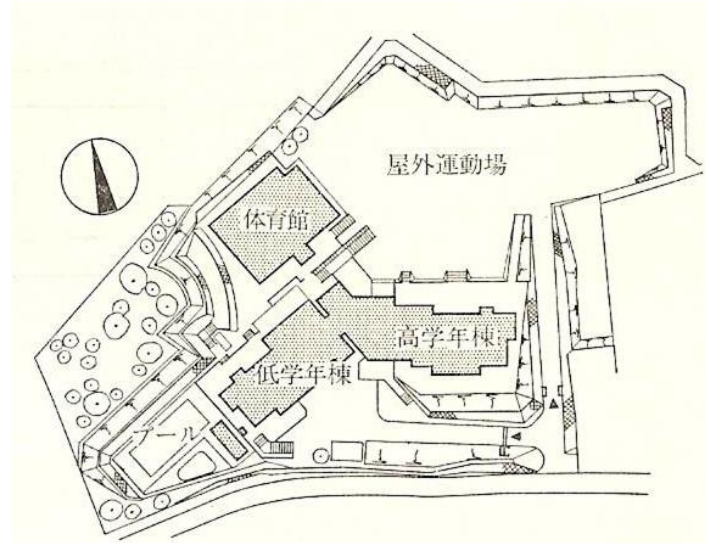 屋外運動場
体育館
高学年棟
低学年棟
プール